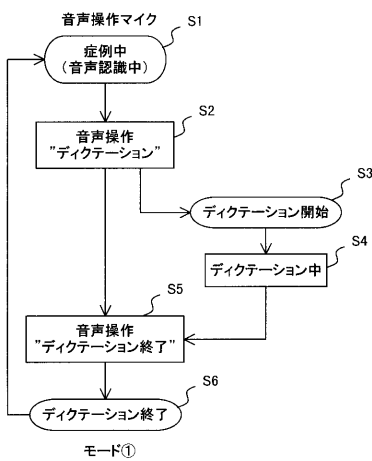 音声操作マイク
S1
症例中
(音声認識中)
S2
音声操作
”ディクテーション”
S3
ディクテーション開始
S4
ディクテーション中
S5
音声操作
”ディクテーション終了”
S6
ディクテーション終了
モード①